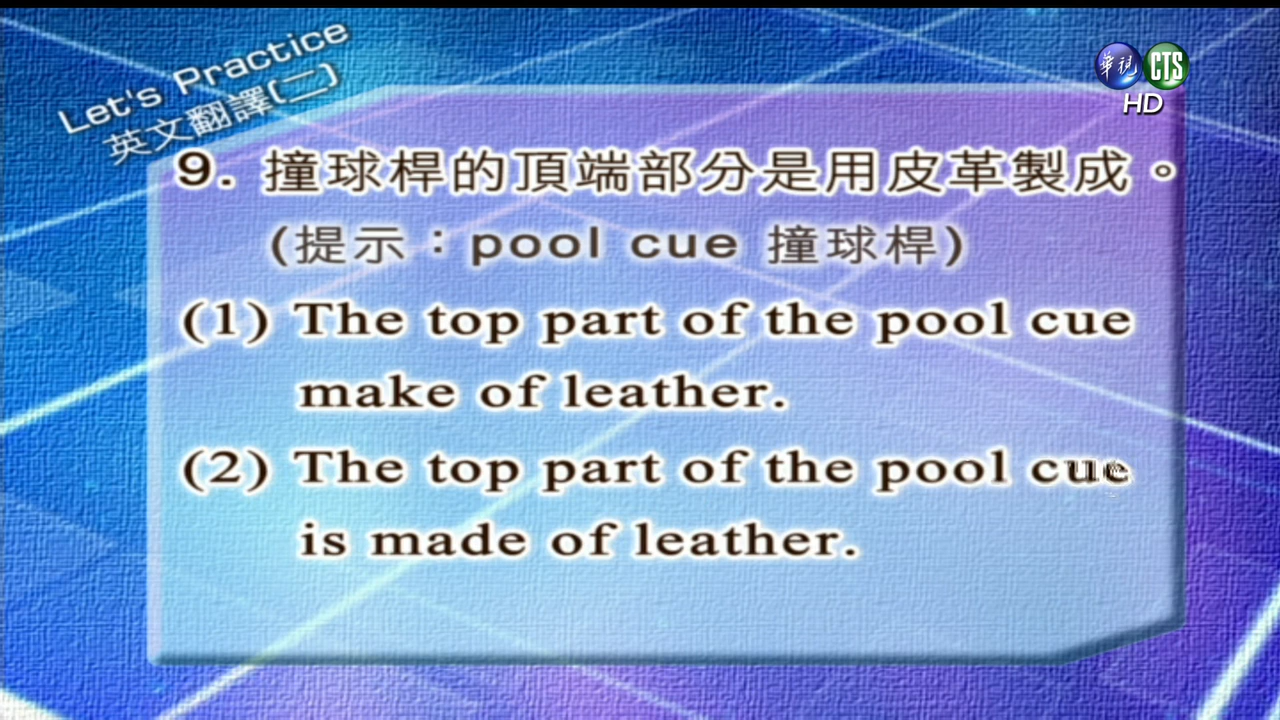 Let's Practice
英文翻譯(二)
華視 CTS
HD
9. 撞球桿的頂端部分是用皮革製成。
(提示：pool cue 撞球桿)
(1) The top part of the pool cue
make of leather.
(2) The top part of the pool cue
is made of leather.